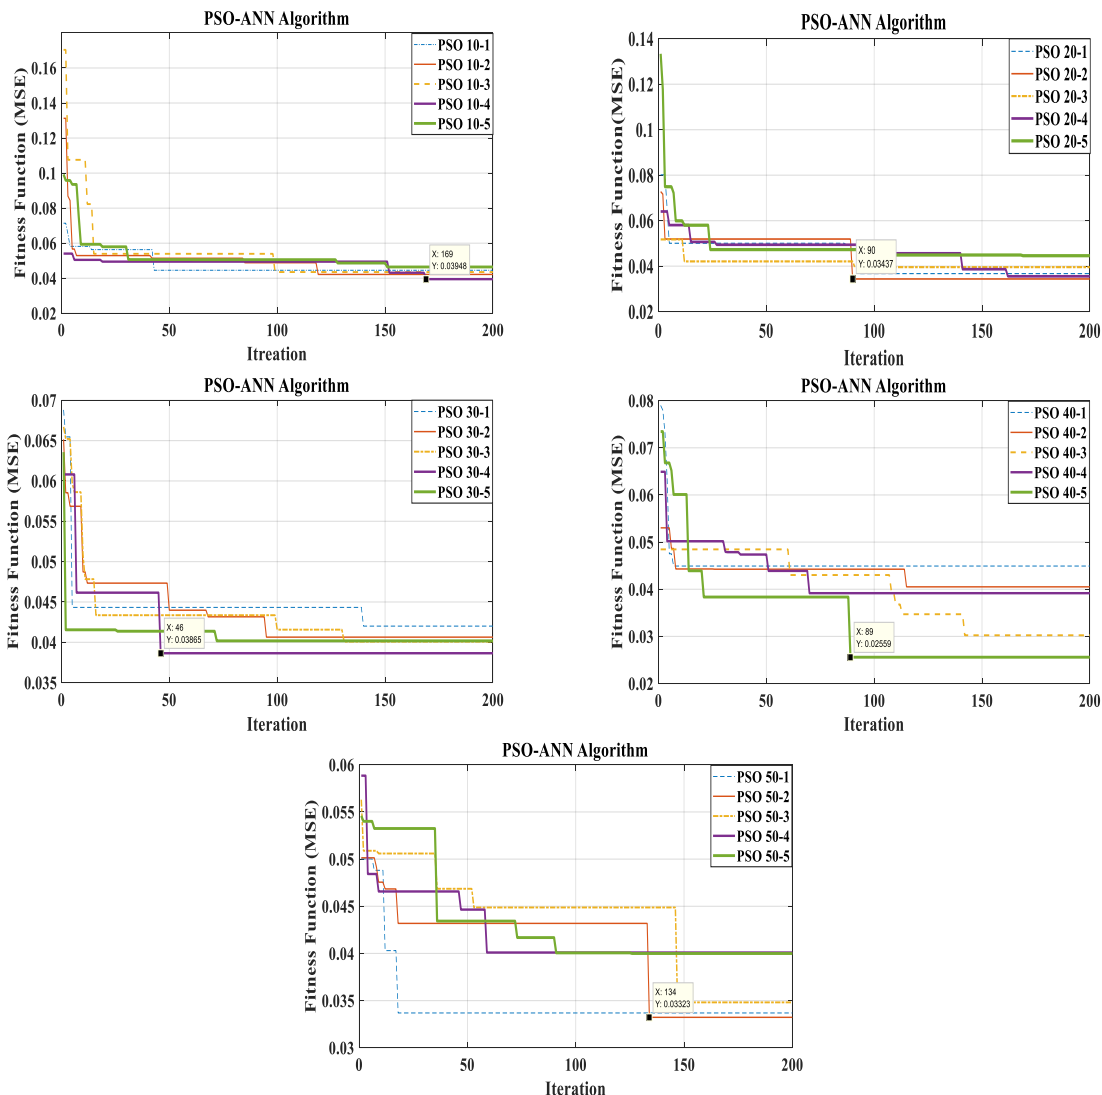 PSO-ANN Algorithm
Fitness Function (MSE)
0.16
0.14
0.12
0.1
0.08
0.06
0.04
0.02
0
50
100
150
200
Itreation
PSO 10-1
PSO 10-2
PSO 10-3
PSO 10-4
PSO 10-5
X: 169
Y: 0.03948
PSO-ANN Algorithm
Fitness Function(MSE)
0.14
0.12
0.1
0.08
0.06
0.04
0.02
0
50
100
150
200
Iteration
PSO 20-1
PSO 20-2
PSO 20-3
PSO 20-4
PSO 20-5
X: 90
Y: 0.03437
PSO-ANN Algorithm
Fitness Function (MSE)
0.07
0.065
0.06
0.055
0.05
0.045
0.04
0.035
0
50
100
150
200
Iteration
PSO 30-1
PSO 30-2
PSO 30-3
PSO 30-4
PSO 30-5
X: 46
Y: 0.03865
PSO-ANN Algorithm
Fitness Function (MSE)
0.08
0.07
0.06
0.05
0.04
0.03
0.02
0
50
100
150
200
Iteration
PSO 40-1
PSO 40-2
PSO 40-3
PSO 40-4
PSO 40-5
X: 89
Y: 0.02559
PSO-ANN Algorithm
Fitness Function (MSE)
0.06
0.055
0.05
0.045
0.04
0.035
0.03
0
50
100
150
200
Iteration
PSO 50-1
PSO 50-2
PSO 50-3
PSO 50-4
PSO 50-5
X: 134
Y: 0.03323